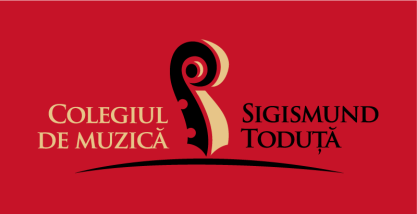 COLEGIUL
DE MUZICĂ
SIGISMUND
TODUȚĂ